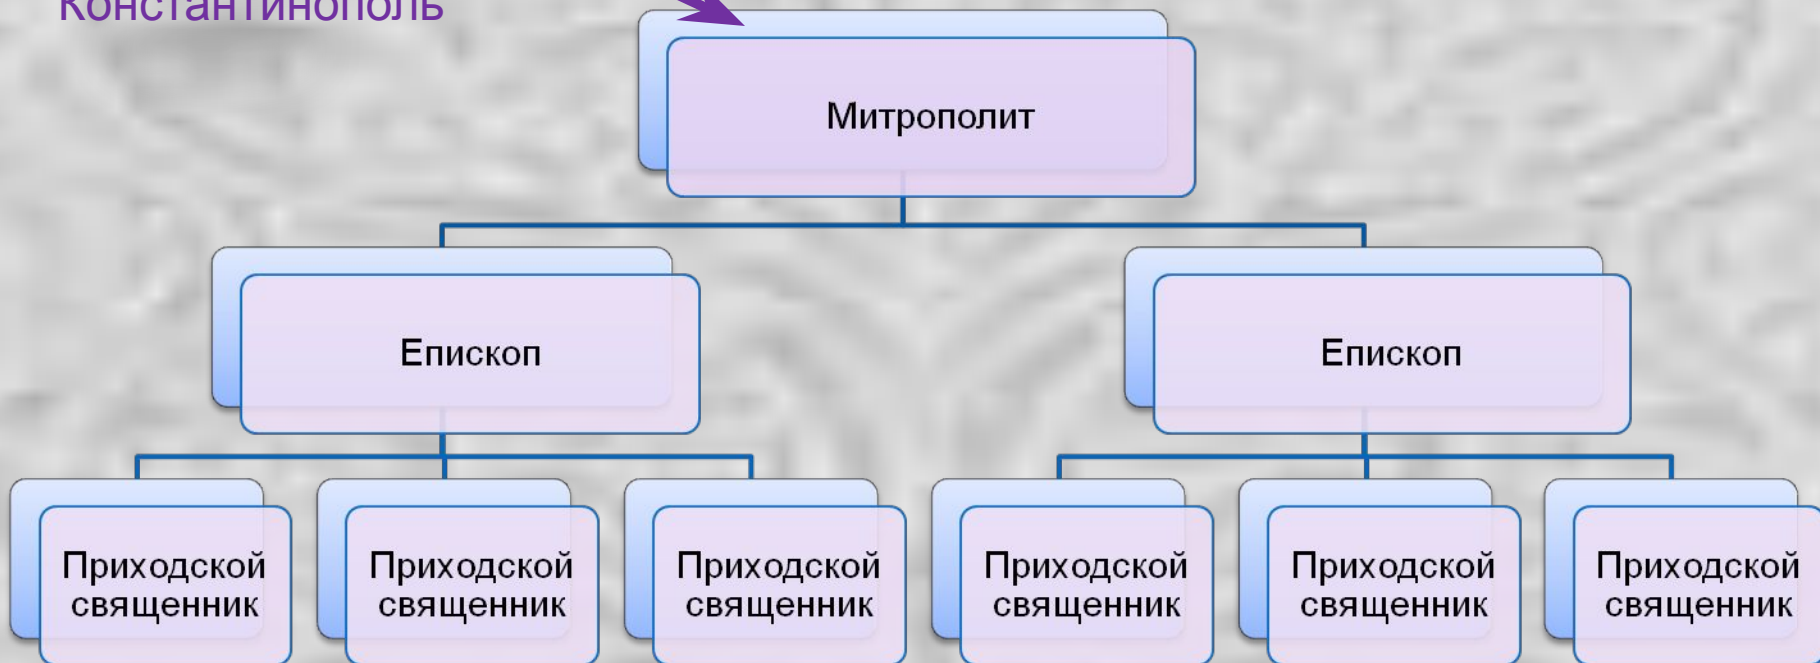 Константинополь
Митрополит
Епископ
Епископ
Приходской
священник
Приходской
священник
Приходской
священник
Приходской
священник
Приходской
священник
Приходской
священник